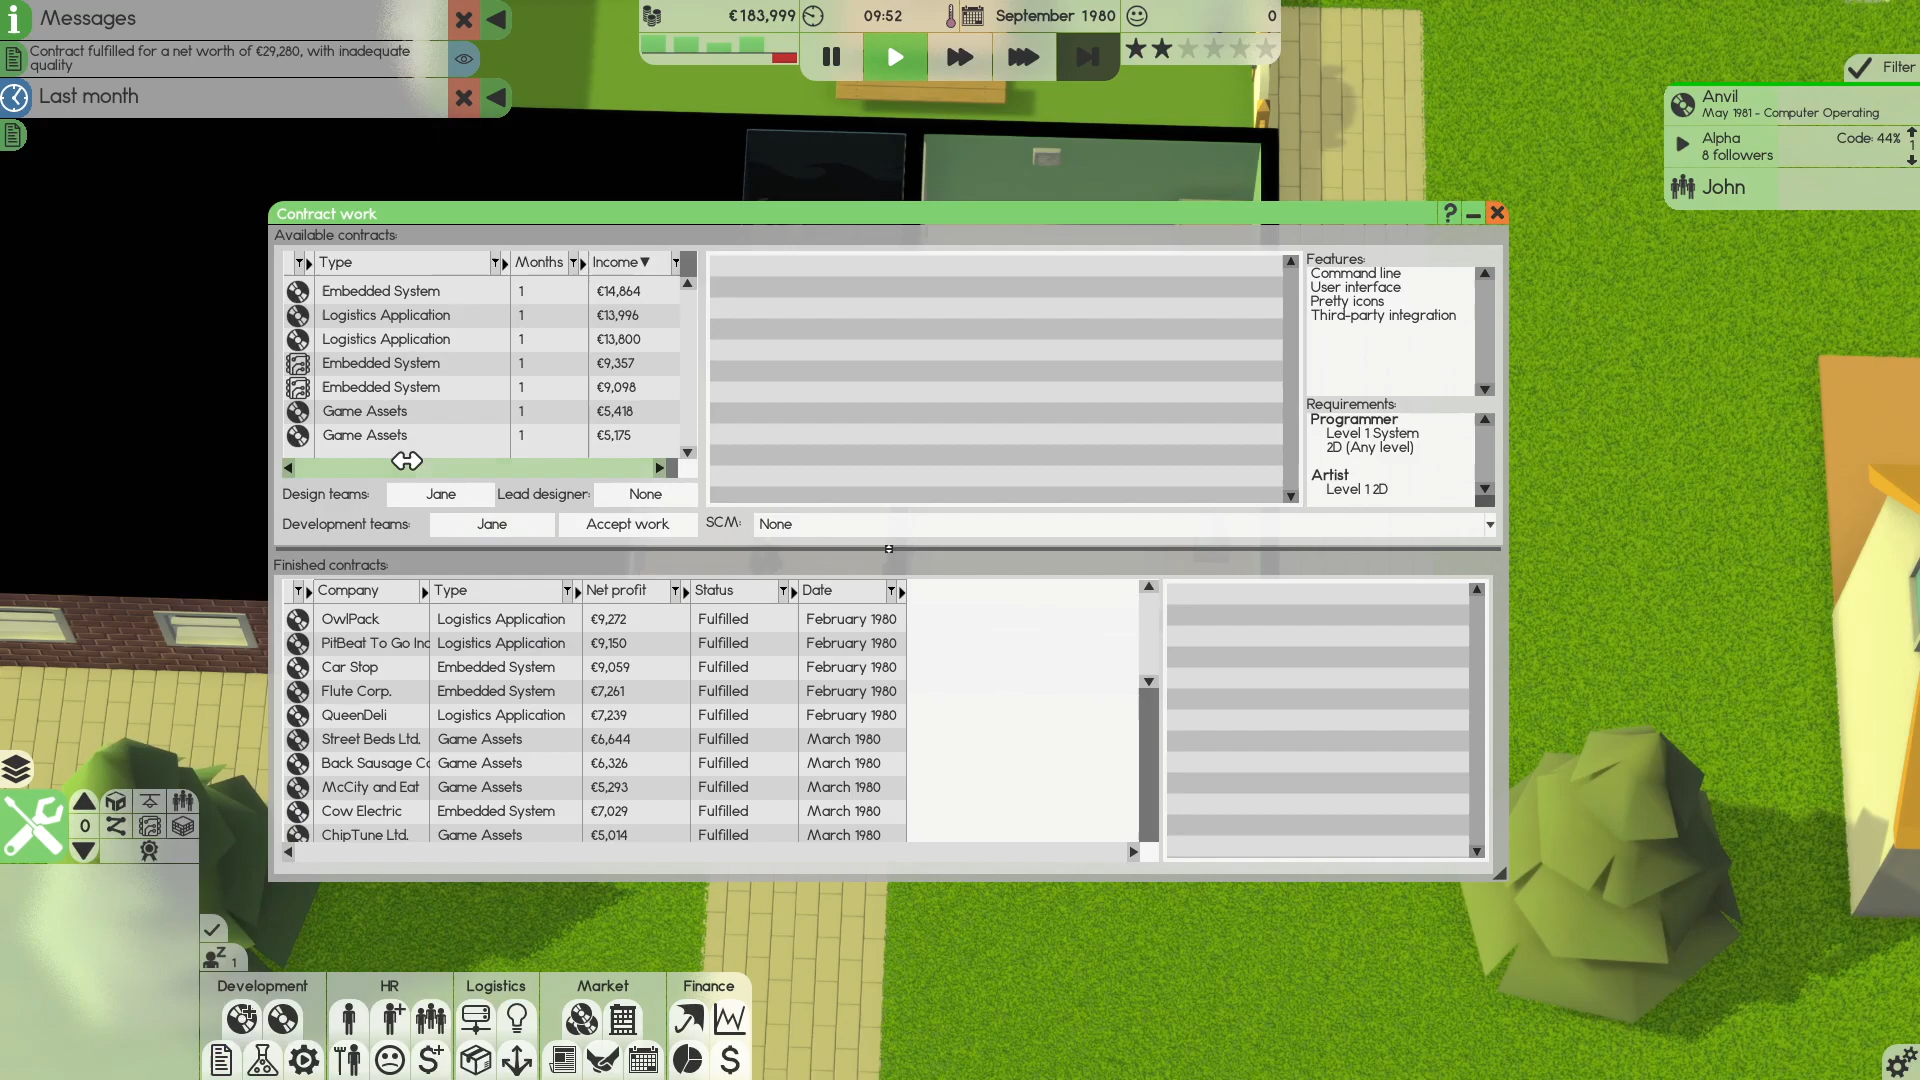 Messages
Contract fulfilled for a net worth of €29,280, with inadequate
quality
Last month
€183,999
09:52
September 1980
0
Filter
Anvil
May 1981 - Computer Operating
Alpha
Code: 44%
1
8 followers
John
Contract work
?
Available contracts:
Type Months Income
Embedded System 1 €14,864
Logistics Application 1 €13,996
Logistics Application 1 €13,800
Embedded System 1 €9,357
Embedded System 1 €9,098
Game Assets 1 €5,418
Game Assets 1 €5,175
Features:
Command line
User interface
Pretty icons
Third-party integration
Requirements:
Programmer
Level 1 System
2D (Any level)
Artist
Level 1 2D
Design teams: Jane Lead designer: None
Development teams: Jane Accept work SCM: None
Finished contracts:
Company Type Net profit Status Date
OwlPack Logistics Application €9,272 Fulfilled February 1980
PitBeat To Go Inc Logistics Application €9,150 Fulfilled February 1980
Car Stop Embedded System €9,059 Fulfilled February 1980
Flute Corp. Embedded System €7,261 Fulfilled February 1980
QueenDeli Logistics Application €7,239 Fulfilled February 1980
Street Beds Ltd. Game Assets €6,644 Fulfilled March 1980
Back Sausage Co Game Assets €6,326 Fulfilled March 1980
McCity and Eat Game Assets €5,293 Fulfilled March 1980
Cow Electric Embedded System €7,029 Fulfilled March 1980
ChipTune Ltd. Game Assets €5,014 Fulfilled March 1980
0
Z
1
Development HR Logistics Market Finance